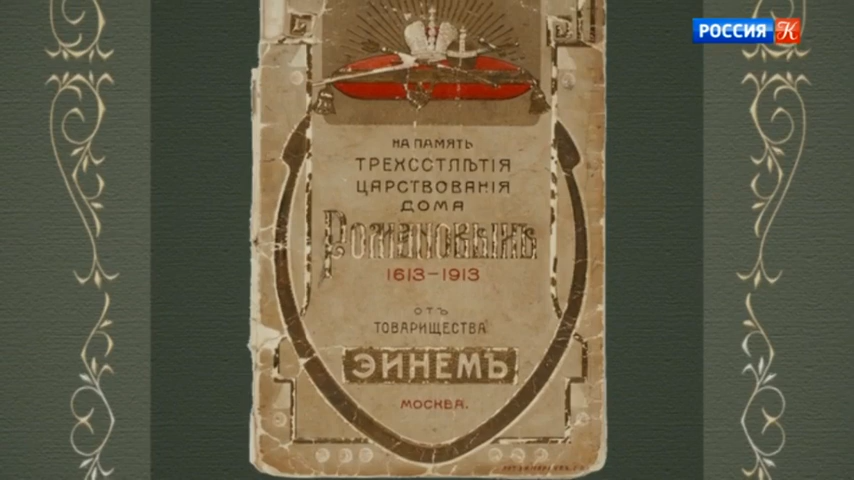 РОССИЯ К
НА ПАМЯТЬ
ТРЕХСОТЛѢТІЯ
ЦАРСТВОВАНІЯ
ДОМА
РОМАНОВЫХЪ
1613-1913
ОТЪ
ТОВАРИЩЕСТВА
ЭЙНЕМЪ
МОСКВА.